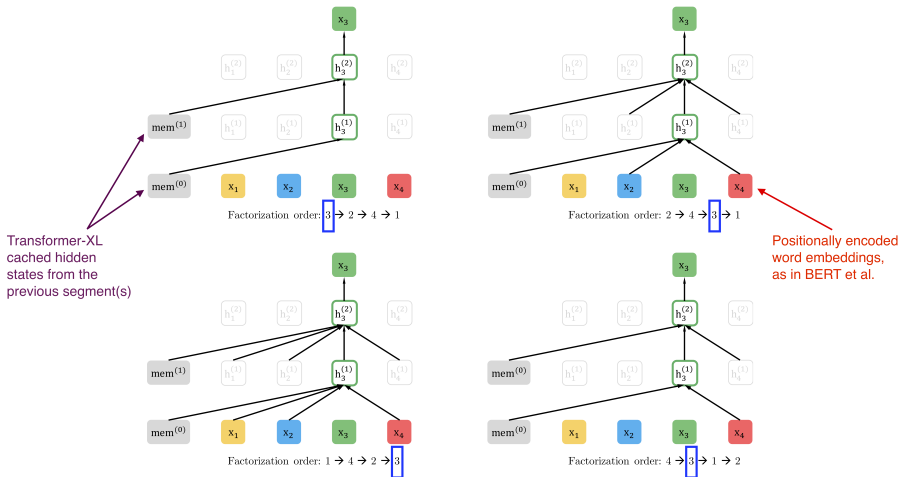 x₃
x₃
h₁⁽²⁾ h₂⁽²⁾ h₃⁽²⁾ h₄⁽²⁾
h₁⁽²⁾ h₂⁽²⁾ h₃⁽²⁾ h₄⁽²⁾
mem⁽¹⁾ h₁⁽¹⁾ h₂⁽¹⁾ h₃⁽¹⁾ h₄⁽¹⁾
mem⁽¹⁾ h₁⁽¹⁾ h₂⁽¹⁾ h₃⁽¹⁾ h₄⁽¹⁾
mem⁽⁰⁾ x₁ x₂ x₃ x₄
mem⁽⁰⁾ x₁ x₂ x₃ x₄
Factorization order: 3 → 2 → 4 → 1
Factorization order: 2 → 4 → 3 → 1
Transformer-XL
cached hidden
states from the
previous segment(s)
Positionally encoded
word embeddings,
as in BERT et al.
x₃
x₃
h₁⁽²⁾ h₂⁽²⁾ h₃⁽²⁾ h₄⁽²⁾
h₁⁽²⁾ h₂⁽²⁾ h₃⁽²⁾ h₄⁽²⁾
mem⁽¹⁾ h₁⁽¹⁾ h₂⁽¹⁾ h₃⁽¹⁾ h₄⁽¹⁾
mem⁽⁰⁾ h₁⁽¹⁾ h₂⁽¹⁾ h₃⁽¹⁾ h₄⁽¹⁾
mem⁽⁰⁾ x₁ x₂ x₃ x₄
mem⁽⁰⁾ x₁ x₂ x₃ x₄
Factorization order: 1 → 4 → 2 → 3
Factorization order: 4 → 3 → 1 → 2